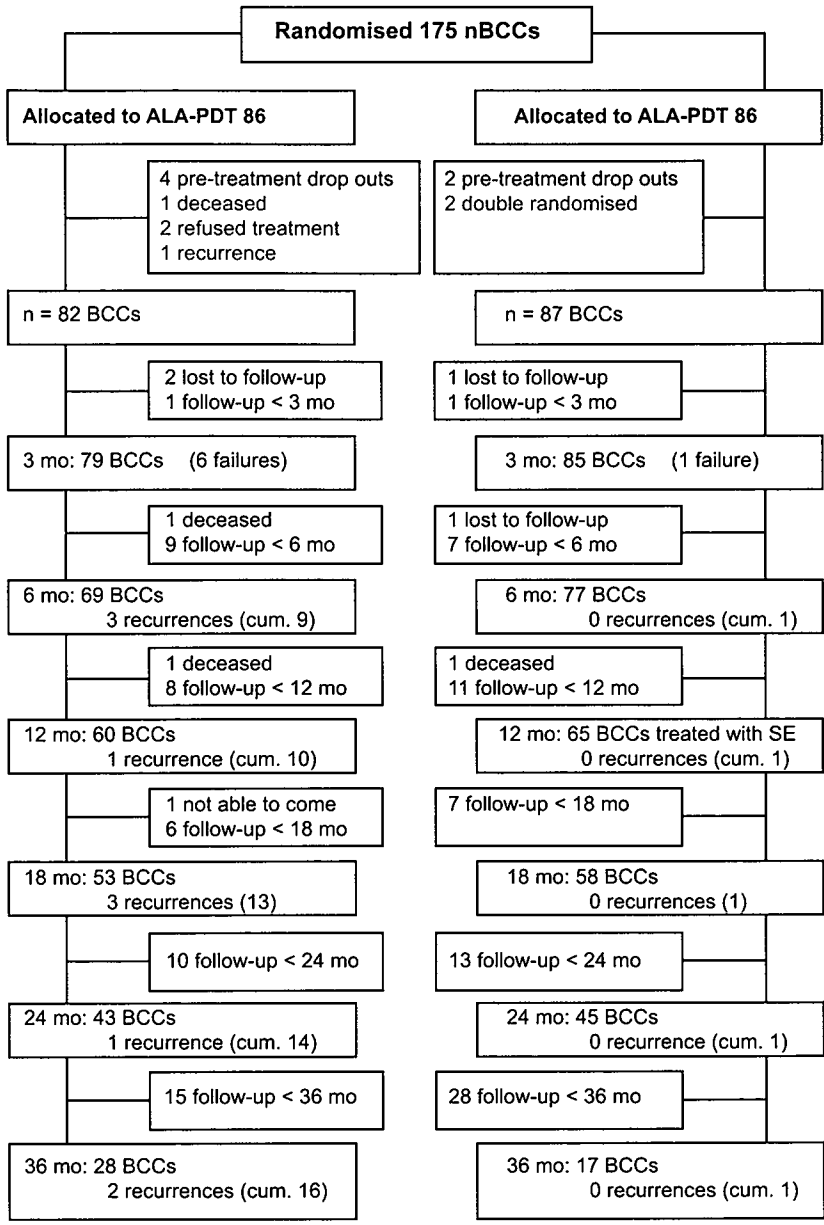 Randomised 175 nBCCs
Allocated to ALA-PDT 86
Allocated to ALA-PDT 86
4 pre-treatment drop outs
1 deceased
2 refused treatment
1 recurrence
2 pre-treatment drop outs
2 double randomised
n = 82 BCCs
n = 87 BCCs
2 lost to follow-up
1 follow-up < 3 mo
1 lost to follow-up
1 follow-up < 3 mo
3 mo: 79 BCCs (6 failures)
3 mo: 85 BCCs (1 failure)
1 deceased
9 follow-up < 6 mo
1 lost to follow-up
7 follow-up < 6 mo
6 mo: 69 BCCs
3 recurrences (cum. 9)
6 mo: 77 BCCs
0 recurrences (cum. 1)
1 deceased
8 follow-up < 12 mo
1 deceased
11 follow-up < 12 mo
12 mo: 60 BCCs
1 recurrence (cum. 10)
12 mo: 65 BCCs treated with SE
0 recurrences (cum. 1)
1 not able to come
6 follow-up < 18 mo
7 follow-up < 18 mo
18 mo: 53 BCCs
3 recurrences (13)
18 mo: 58 BCCs
0 recurrences (1)
10 follow-up < 24 mo
13 follow-up < 24 mo
24 mo: 43 BCCs
1 recurrence (cum. 14)
24 mo: 45 BCCs
0 recurrence (cum. 1)
15 follow-up < 36 mo
28 follow-up < 36 mo
36 mo: 28 BCCs
2 recurrences (cum. 16)
36 mo: 17 BCCs
0 recurrences (cum. 1)